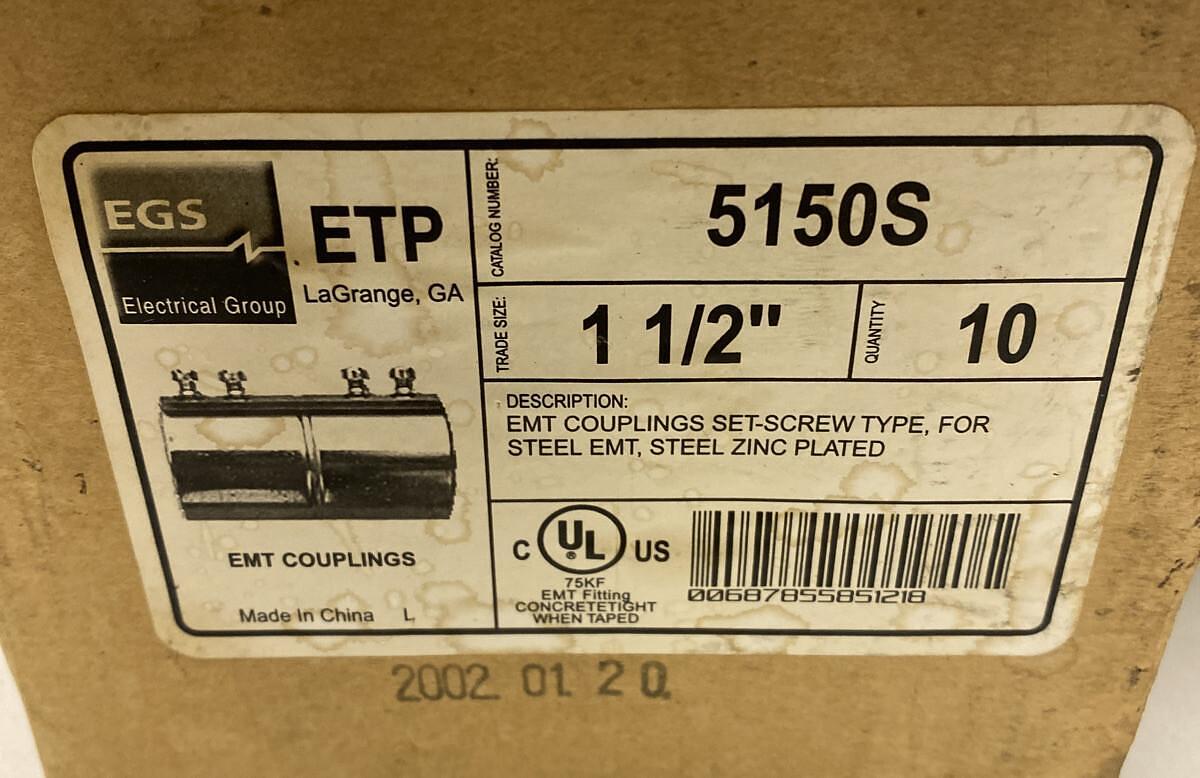 EGS
Electrical Group
ETP
LaGrange, GA
EMT COUPLINGS
Made In China L
CATALOG NUMBER:
5150S
TRADE SIZE:
1 1/2"
QUANTITY
10
DESCRIPTION:
EMT COUPLINGS SET-SCREW TYPE, FOR
STEEL EMT, STEEL ZINC PLATED
C UL ® US
75KF
EMT Fitting
CONCRETETIGHT
WHEN TAPED
00687855851218
2002 01 20